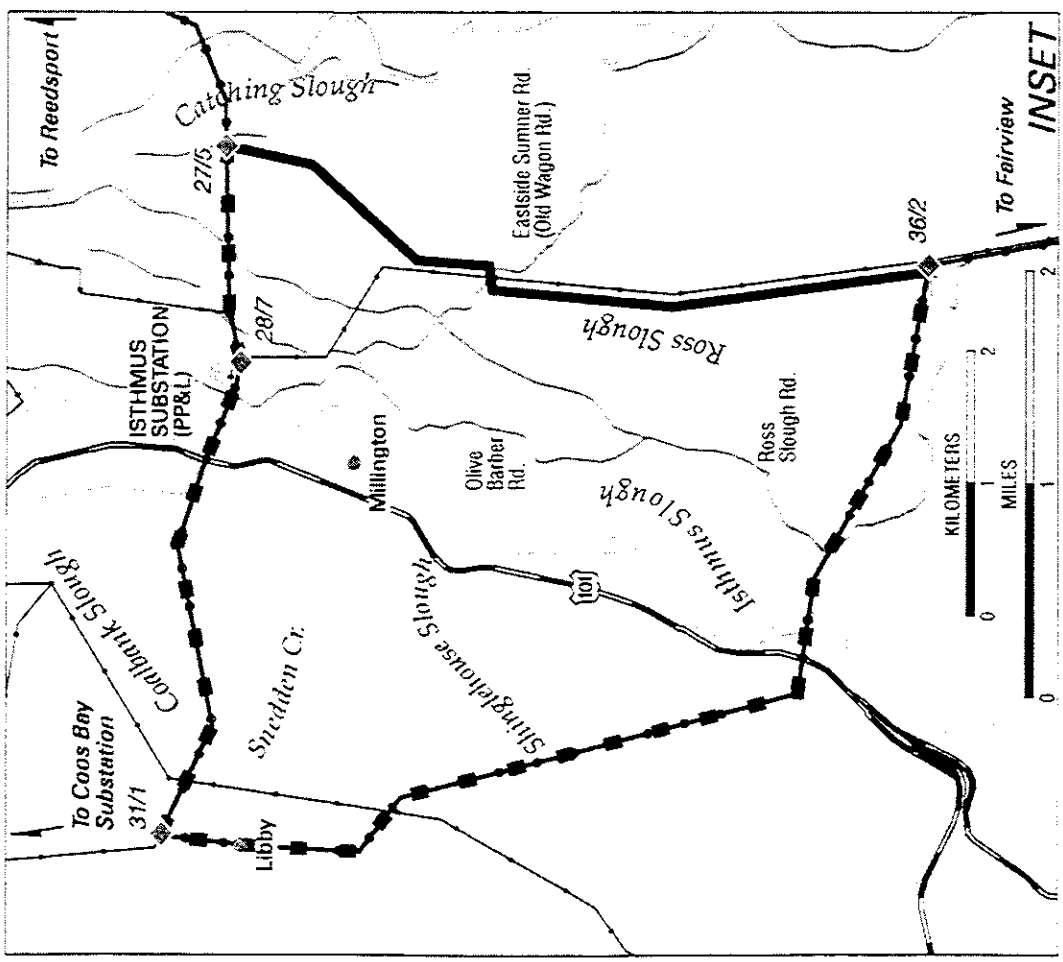 To Reedsport
Catching Slough
27/5
Eastside Sumner Rd.
(Old Wagon Rd.)
To Fairview
INSET
36/2
28/7
ISTHMUS
SUBSTATION
(PP&L)
Ross Slough
Millington
Olive
Barber
Rd.
Ross
Slough Rd.
Isthmus Slough
101
Coalbank Slough
Snedden Cr.
Shinglehouse Slough
To Coos Bay
Substation
31/1
Libby
KILOMETERS
0 1 2
MILES
0 1 2